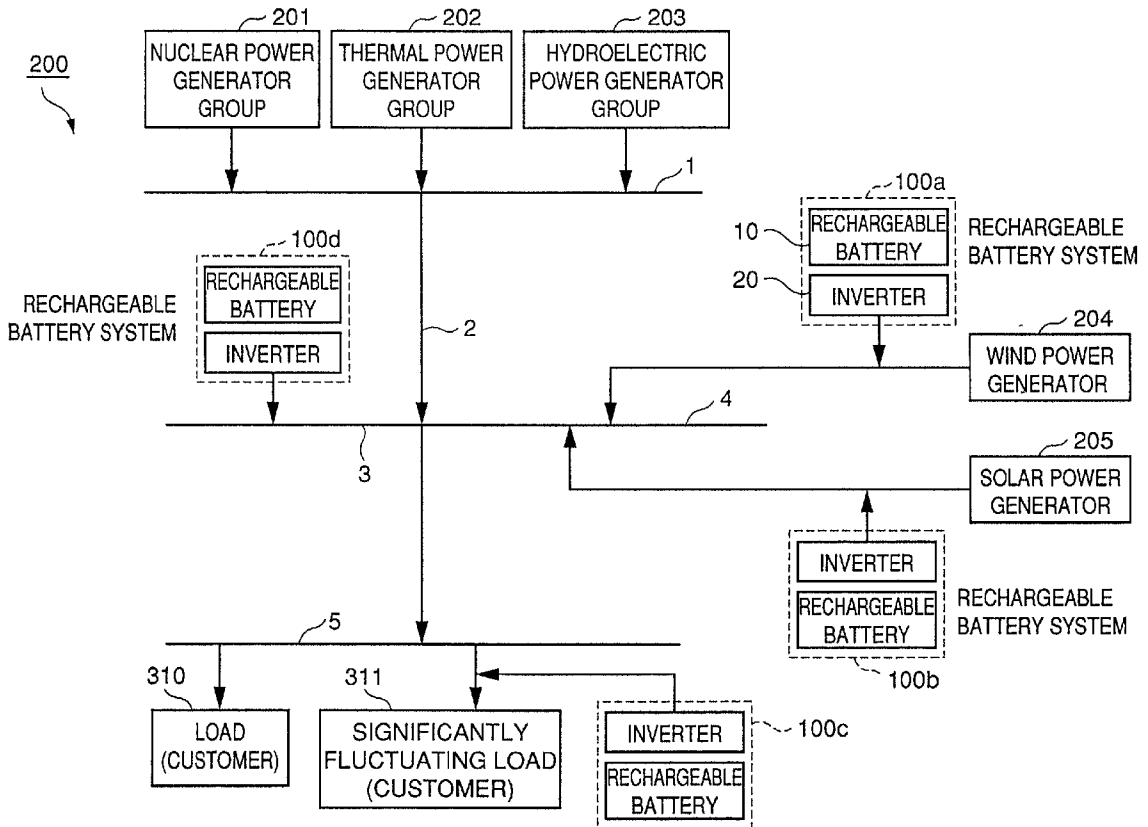 201
202
203
200
NUCLEAR POWER
GENERATOR
GROUP
THERMAL POWER
GENERATOR
GROUP
HYDROELECTRIC
POWER GENERATOR
GROUP
1
100a
10
RECHARGEABLE
BATTERY
RECHARGEABLE
BATTERY SYSTEM
20
INVERTER
100d
RECHARGEABLE
BATTERY
RECHARGEABLE
BATTERY SYSTEM
INVERTER
2
204
WIND POWER
GENERATOR
4
3
205
SOLAR POWER
GENERATOR
INVERTER
RECHARGEABLE
BATTERY
RECHARGEABLE
BATTERY SYSTEM
100b
5
310
LOAD
(CUSTOMER)
311
SIGNIFICANTLY
FLUCTUATING LOAD
(CUSTOMER)
100c
INVERTER
RECHARGEABLE
BATTERY